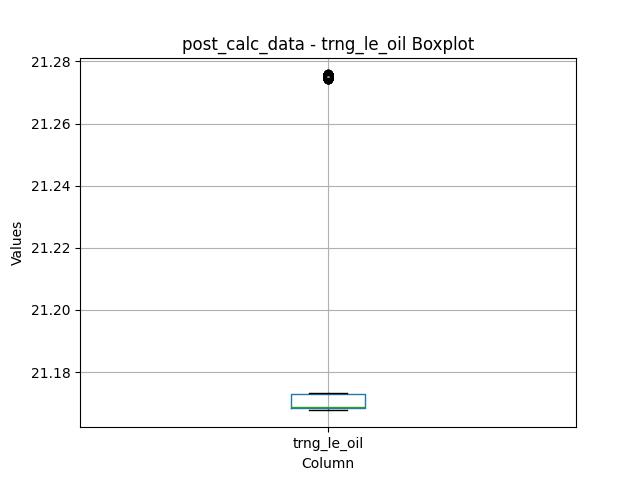 post_calc_data - trng_le_oil Boxplot
21.28
21.26
21.24
21.22
21.20
21.18
Values
trng_le_oil
Column